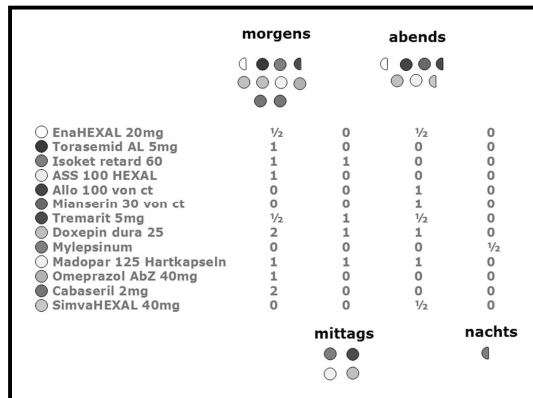 morgens abends
EnaHEXAL 20mg ½ 0 ½ 0
Torasemid AL 5mg 1 0 0 0
Isoket retard 60 1 1 0 0
ASS 100 HEXAL 1 0 0 0
Allo 100 von ct 0 0 1 0
Mianserin 30 von ct 0 0 1 0
Tremarit 5mg ½ 1 ½ 0
Doxepin dura 25 2 1 1 0
Mylepsinum 0 0 0 ½
Madopar 125 Hartkapseln 1 1 1 0
Omeprazol AbZ 40mg 1 0 0 0
Cabaseril 2mg 2 0 0 0
SimvaHEXAL 40mg 0 0 ½ 0
mittags nachts